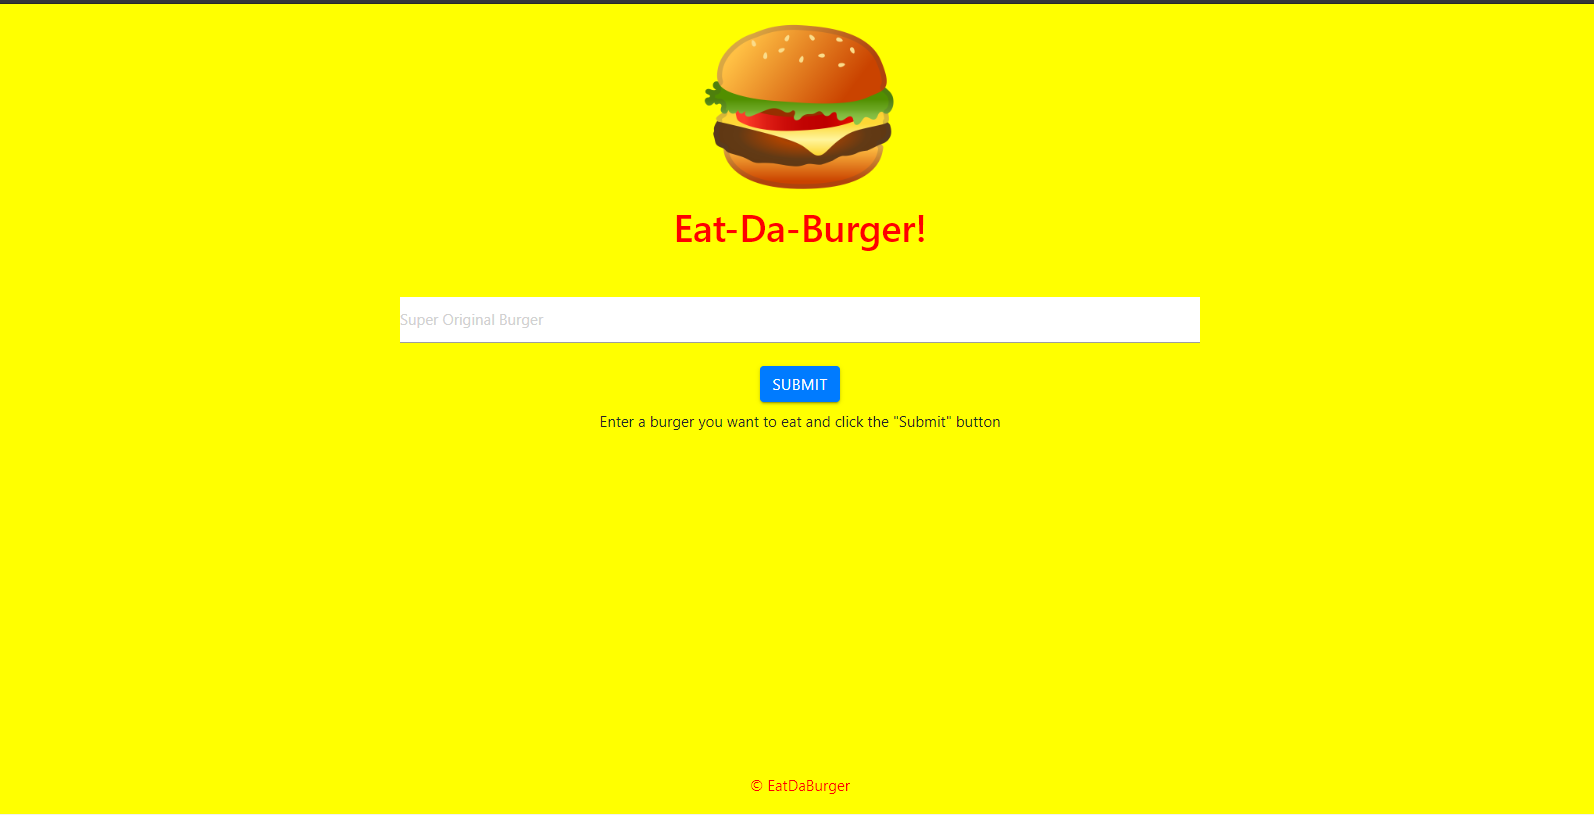 Eat-Da-Burger!
Super Original Burger
SUBMIT
Enter a burger you want to eat and click the "Submit" button
© EatDaBurger